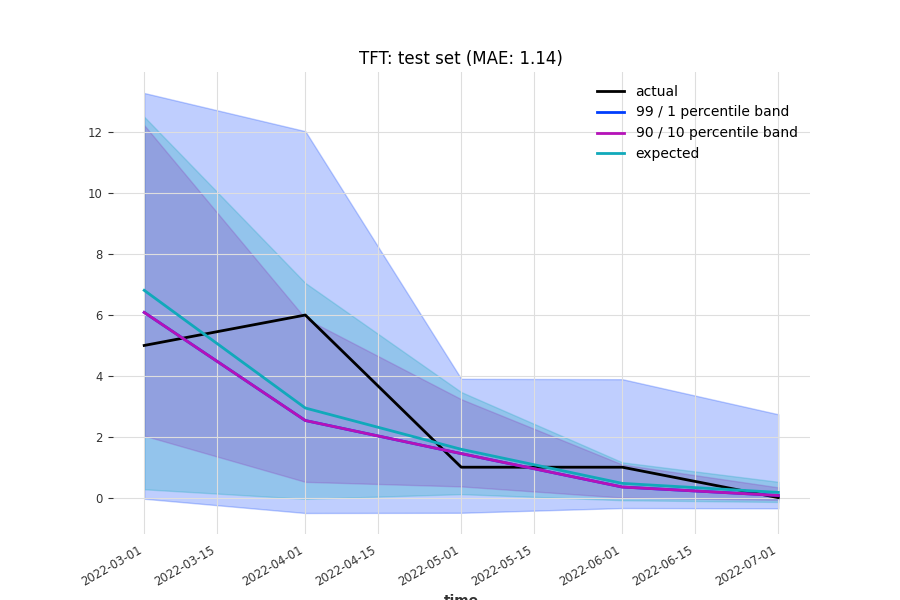 TFT: test set (MAE: 1.14)
actual
99 / 1 percentile band
90 / 10 percentile band
expected
12
10
8
6
4
2
0
2022-03-01
2022-03-15
2022-04-01
2022-04-15
2022-05-01
2022-05-15
2022-06-01
2022-06-15
2022-07-01
time